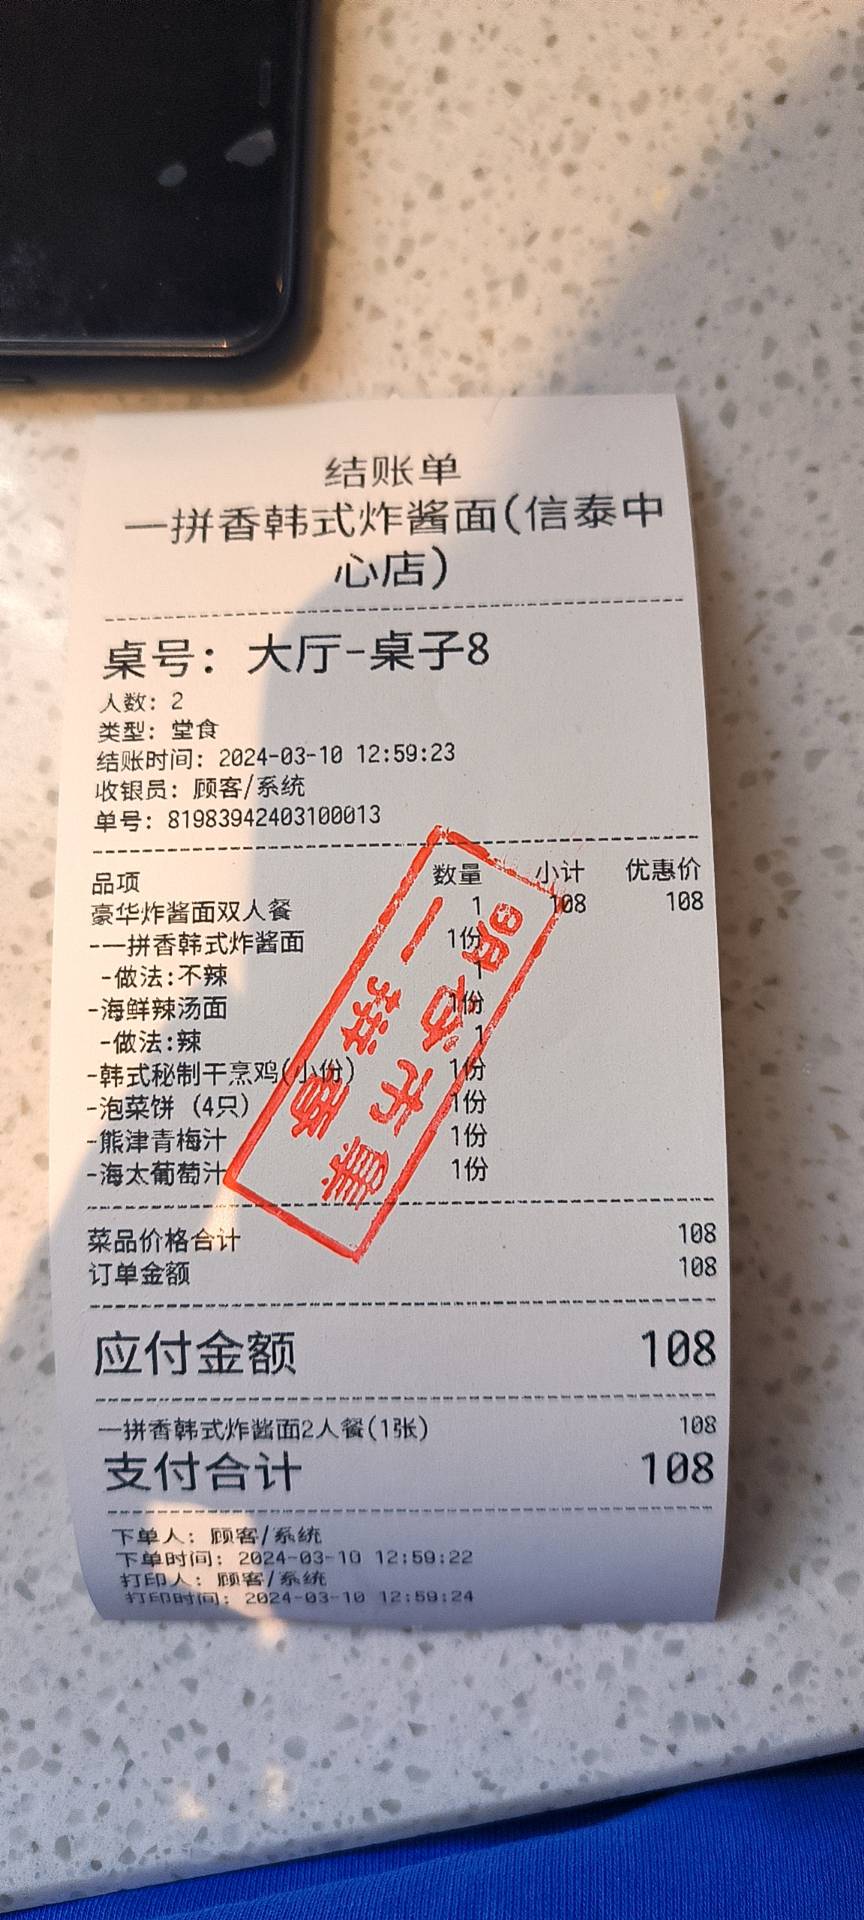 结账单
一拼香韩式炸酱面(信泰中
心店)
桌号: 大厅-桌子8
人数: 2
类型: 堂食
结账时间: 2024-03-10 12:59:23
收银员: 顾客/系统
单号: 81983942403100013
品项 数量 小计 优惠价
豪华炸酱面双人餐 1 108 108
-一拼香韩式炸酱面 1份
-做法:不辣 1
-海鲜辣汤面 1份
-做法:辣 1
-韩式秘制干烹鸡(小份) 1份
-泡菜饼 (4只) 1份
-熊津青梅汁 1份
-海太葡萄汁 1份
一拼香
菜品价格合计 108
订单金额 108
应付金额 108
一拼香韩式炸酱面2人餐(1张) 108
支付合计 108
下单人: 顾客/系统
下单时间: 2024-03-10 12:59:22
打印人: 顾客/系统
打印时间: 2024-03-10 12:59:24